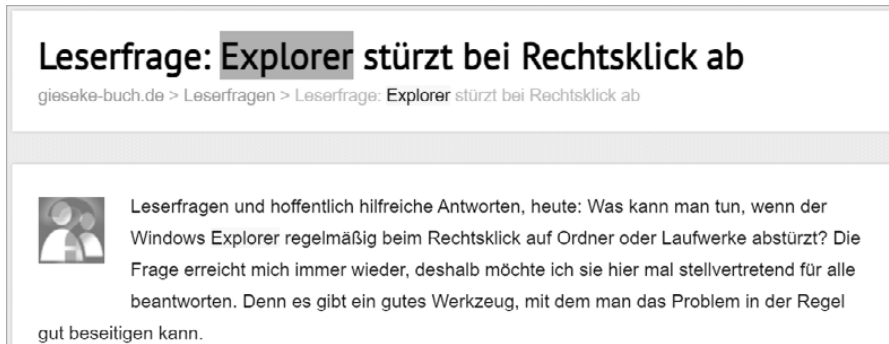 Leserfrage: Explorer stürzt bei Rechtsklick ab
gieseke-buch.de > Leserfragen > Leserfrage: Explorer stürzt bei Rechtsklick ab
Leserfragen und hoffentlich hilfreiche Antworten, heute: Was kann man tun, wenn der
Windows Explorer regelmäßig beim Rechtsklick auf Ordner oder Laufwerke abstürzt? Die
Frage erreicht mich immer wieder, deshalb möchte ich sie hier mal stellvertretend für alle
beantworten. Denn es gibt ein gutes Werkzeug, mit dem man das Problem in der Regel
gut beseitigen kann.